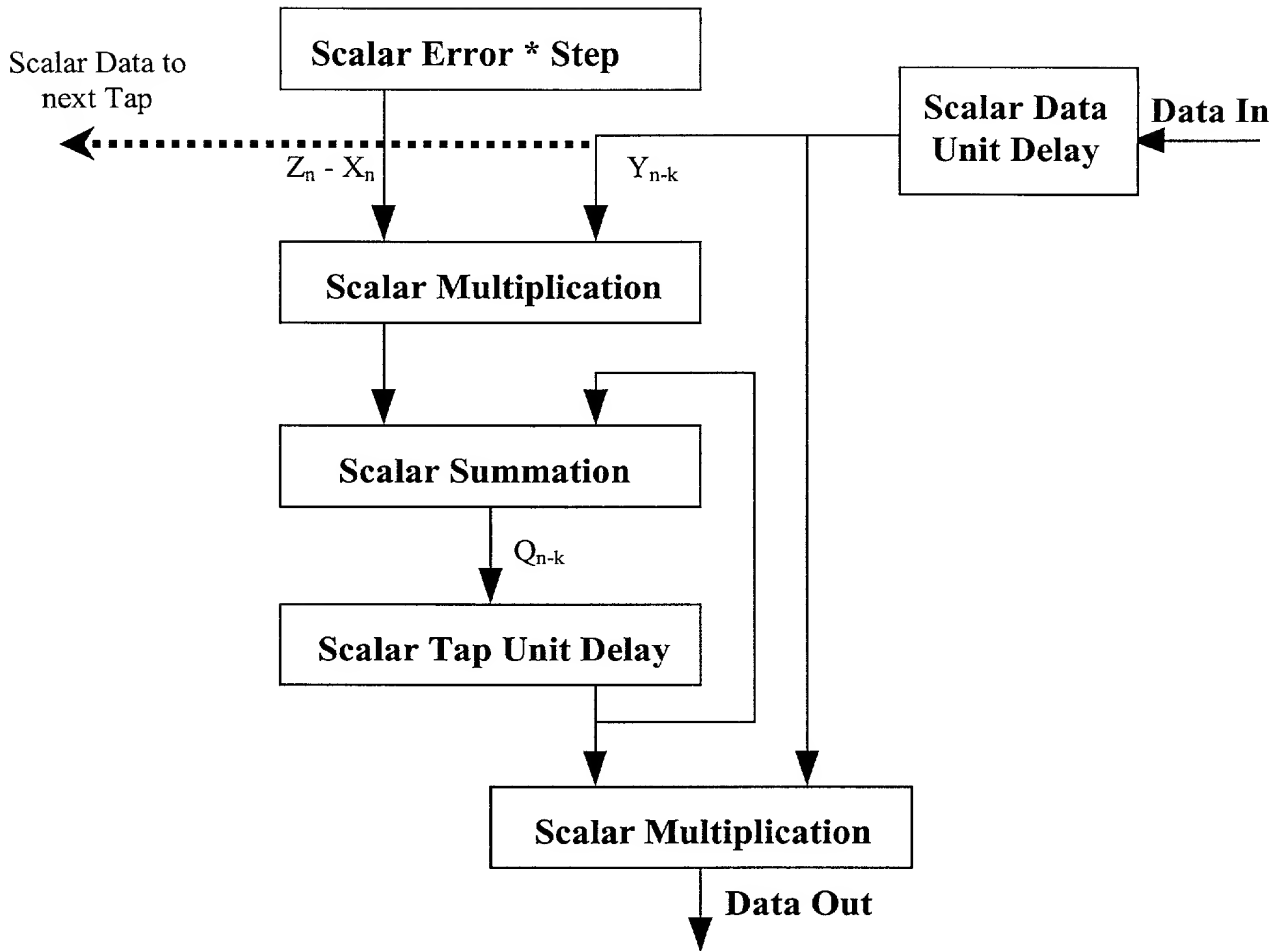 Scalar Error * Step
Scalar Data to
next Tap
Scalar Data
Unit Delay
Data In
Zn - Xn
Yn-k
Scalar Multiplication
Scalar Summation
Qn-k
Scalar Tap Unit Delay
Scalar Multiplication
Data Out